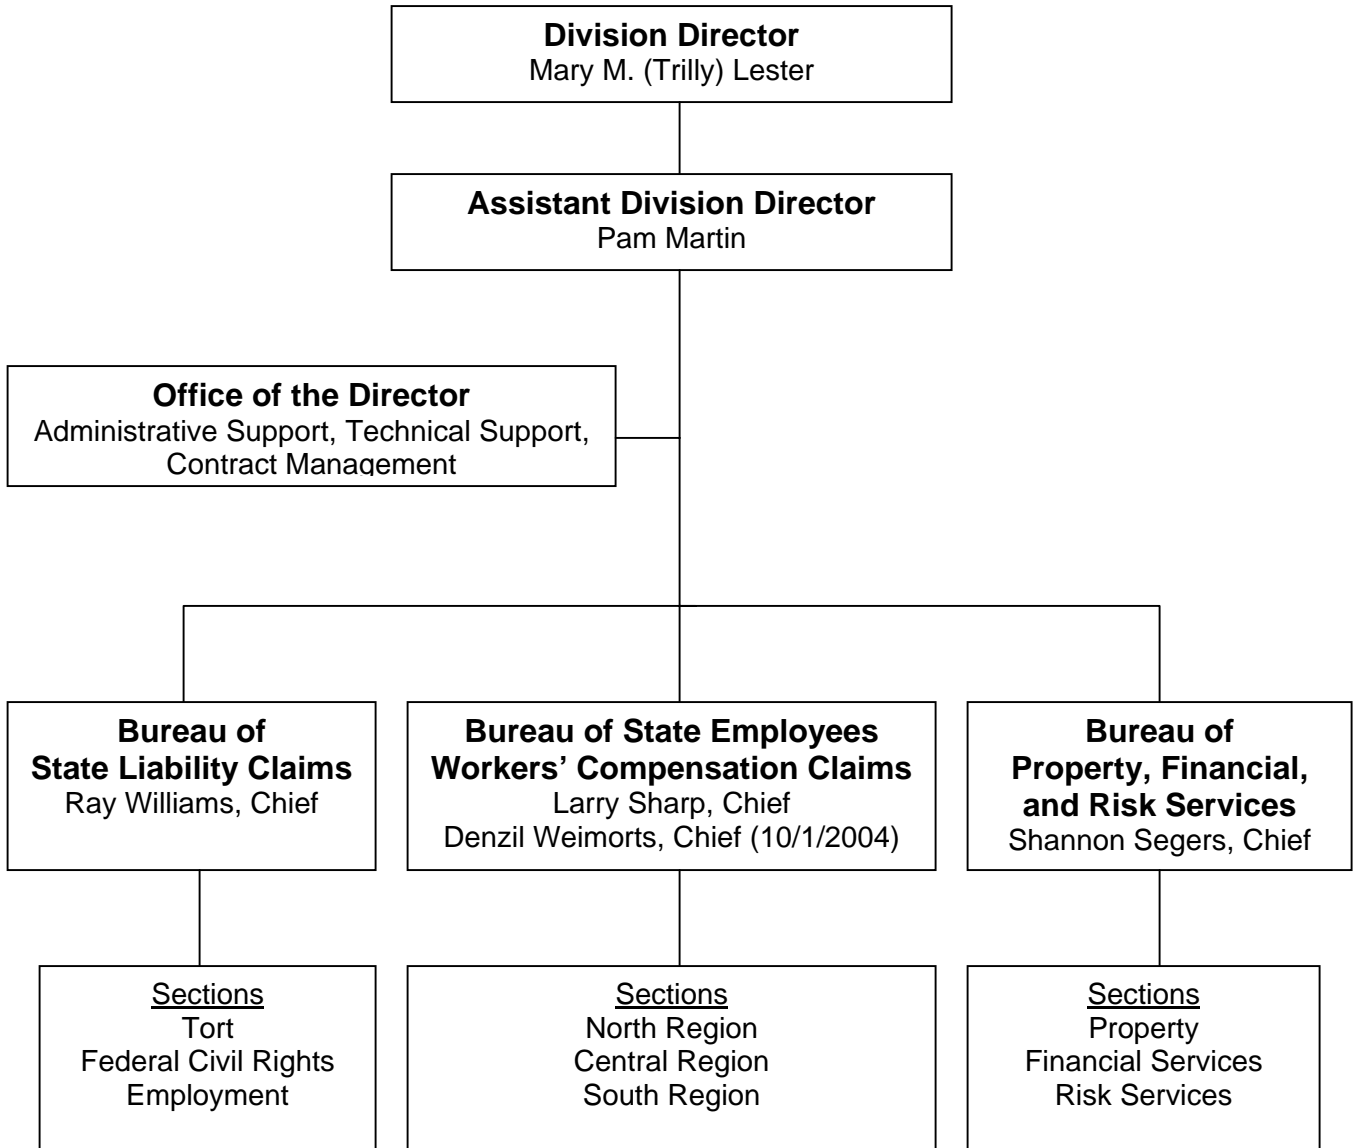 Division Director
Mary M. (Trilly) Lester
Assistant Division Director
Pam Martin
Office of the Director
Administrative Support, Technical Support,
Contract Management
Bureau of
State Liability Claims
Ray Williams, Chief
Bureau of State Employees
Workers’ Compensation Claims
Larry Sharp, Chief
Denzil Weimorts, Chief (10/1/2004)
Bureau of
Property, Financial,
and Risk Services
Shannon Segers, Chief
Sections
Tort
Federal Civil Rights
Employment
Sections
North Region
Central Region
South Region
Sections
Property
Financial Services
Risk Services